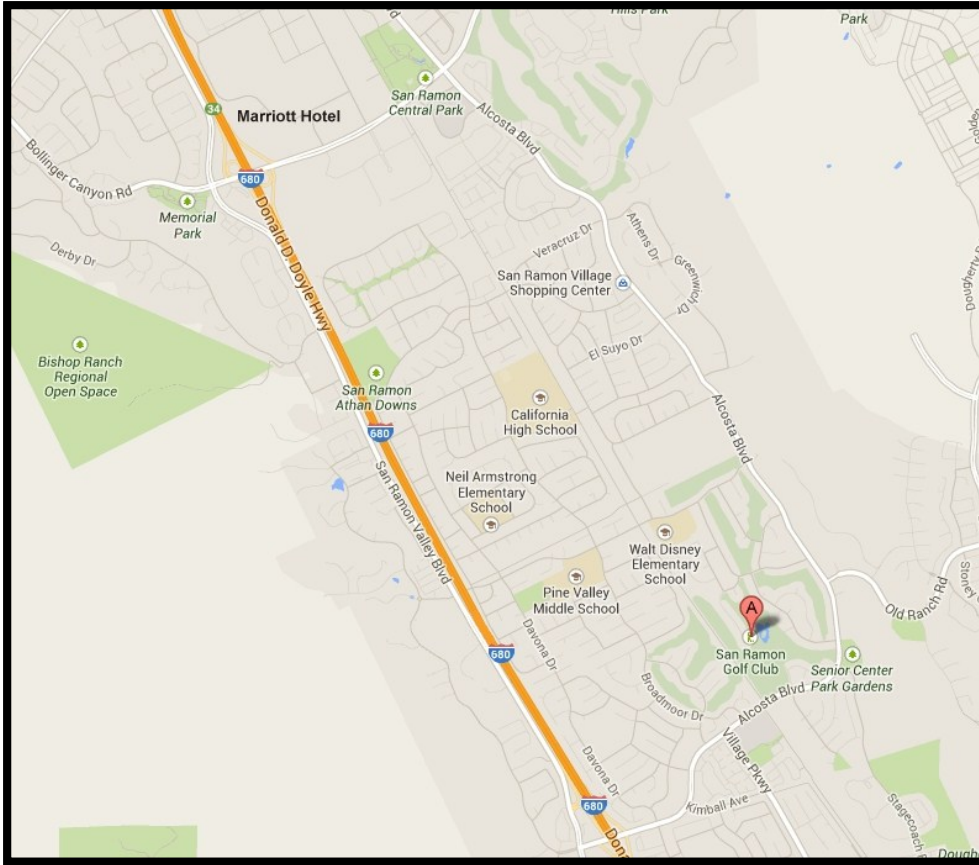 Hills Park
Park
San Ramon
Central Park
34
Marriott Hotel
Alcosta Blvd
Bollinger Canyon Rd
680
Memorial
Park
Donald D. Doyle Hwy
Derby Dr
Athens Dr
Veracruz Dr
Greenwich Dr
San Ramon Village
Shopping Center
Dougherty
El Suyo Dr
Bishop Ranch
Regional
Open Space
San Ramon
Athan Downs
California
High School
Alcosta Blvd
680
San Ramon Valley Blvd
Neil Armstrong
Elementary
School
Walt Disney
Elementary
School
Pine Valley
Middle School
Old Ranch Rd
Stoney
A
San Ramon
Golf Club
Senior Center
Park Gardens
Davona Dr
680
Broadmoor Dr
Alcosta Blvd
Village Pkwy
Davona Dr
Kimball Ave
680
Stagecoach
Dona
Dough